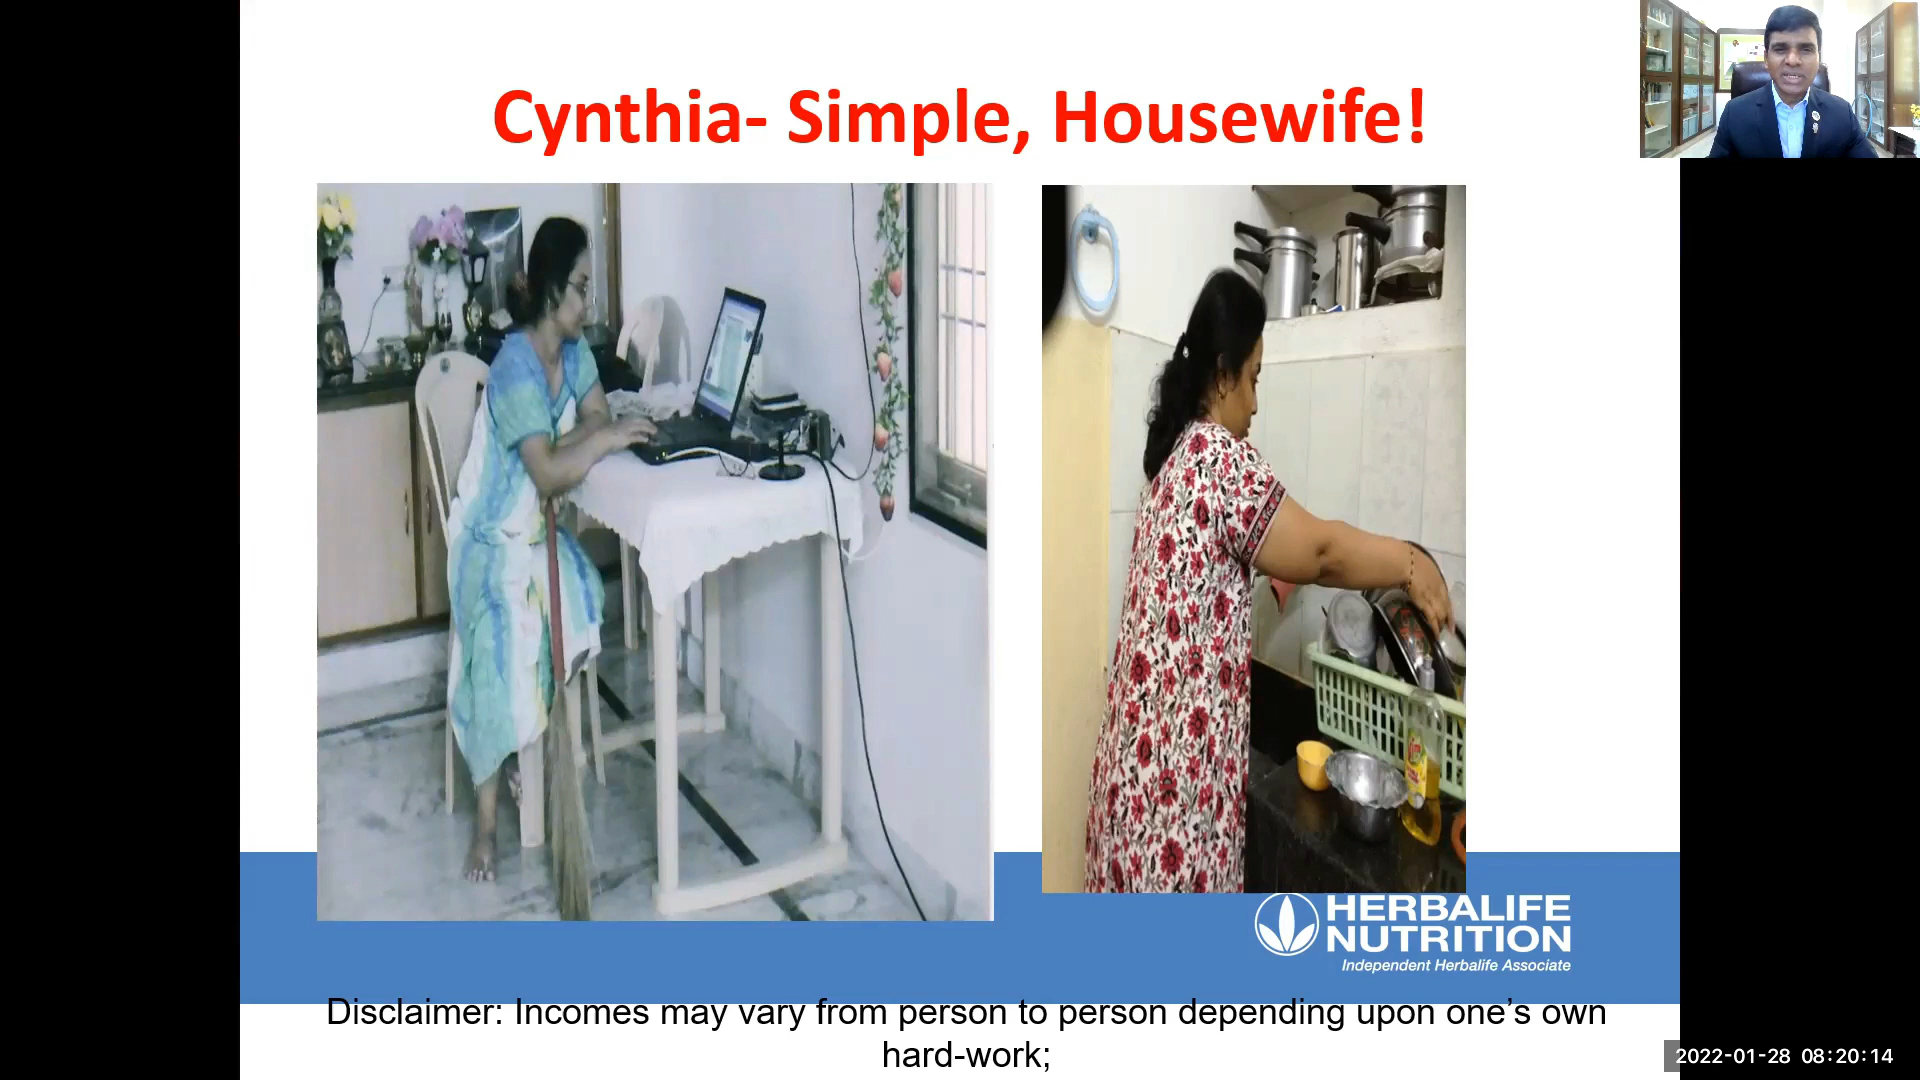 Cynthia- Simple, Housewife!
HERBALIFE
NUTRITION
Independent Herbalife Associate
Disclaimer: Incomes may vary from person to person depending upon one’s own
hard-work;
2022-01-28 08:20:14